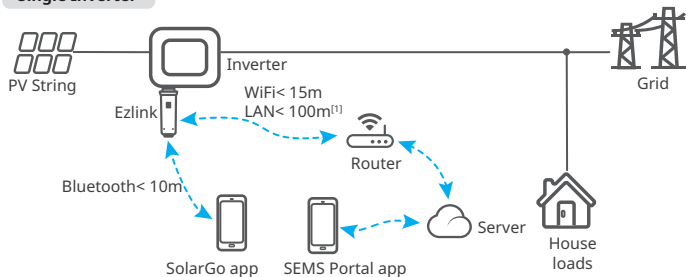 Single inverter
PV String
Inverter
Grid
WiFi< 15m
LAN< 100m[1]
Ezlink
Router
Bluetooth< 10m
Server
House
loads
SolarGo app
SEMS Portal app